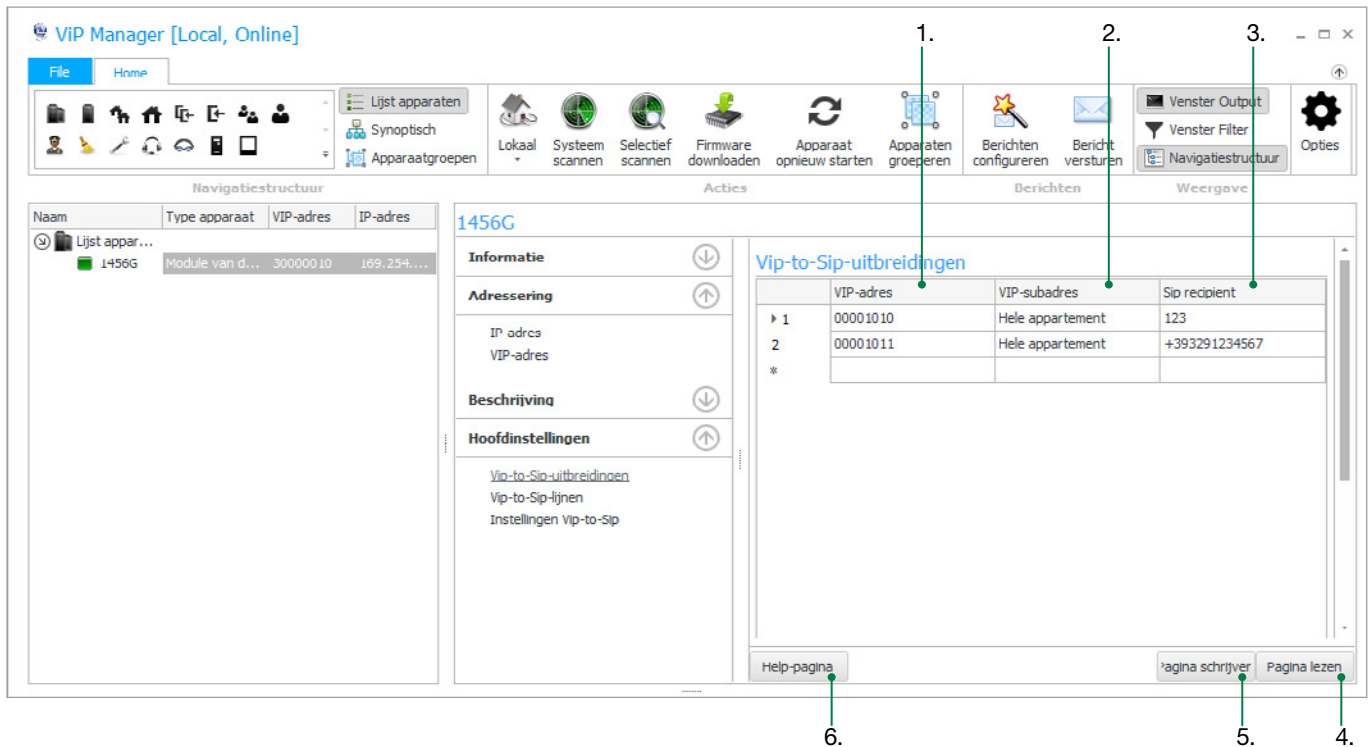 ViP Manager [Local, Online]
1.
2.
3.
File
Home
Lijst apparaten
Synoptisch
Apparaatgroepen
Lokaal
Systeem scannen
Selectief scannen
Firmware downloaden
Apparaat opnieuw starten
Apparaten groeperen
Berichten configureren
Bericht versturen
Venster Output
Venster Filter
Navigatiestructuur
Opties
Navigatiestructuur
Acties
Berichten
Weergave
Naam
Type apparaat
VIP-adres
IP-adres
Lijst appar...
1456G
Module van d...
30000010
169.254....
1456G
Informatie
Adressering
IP adres
VIP-adres
Beschrijving
Hoofdinstellingen
Vip-to-Sip-uitbreidingen
Vip-to-Sip-lijnen
Instellingen Vip-to-Sip
Vip-to-Sip-uitbreidingen
VIP-adres
VIP-subadres
Sip recipient
1
00001010
Hele appartement
123
2
00001011
Hele appartement
+393291234567
*
Help-pagina
agina schrijver
Pagina lezen
6.
5.
4.